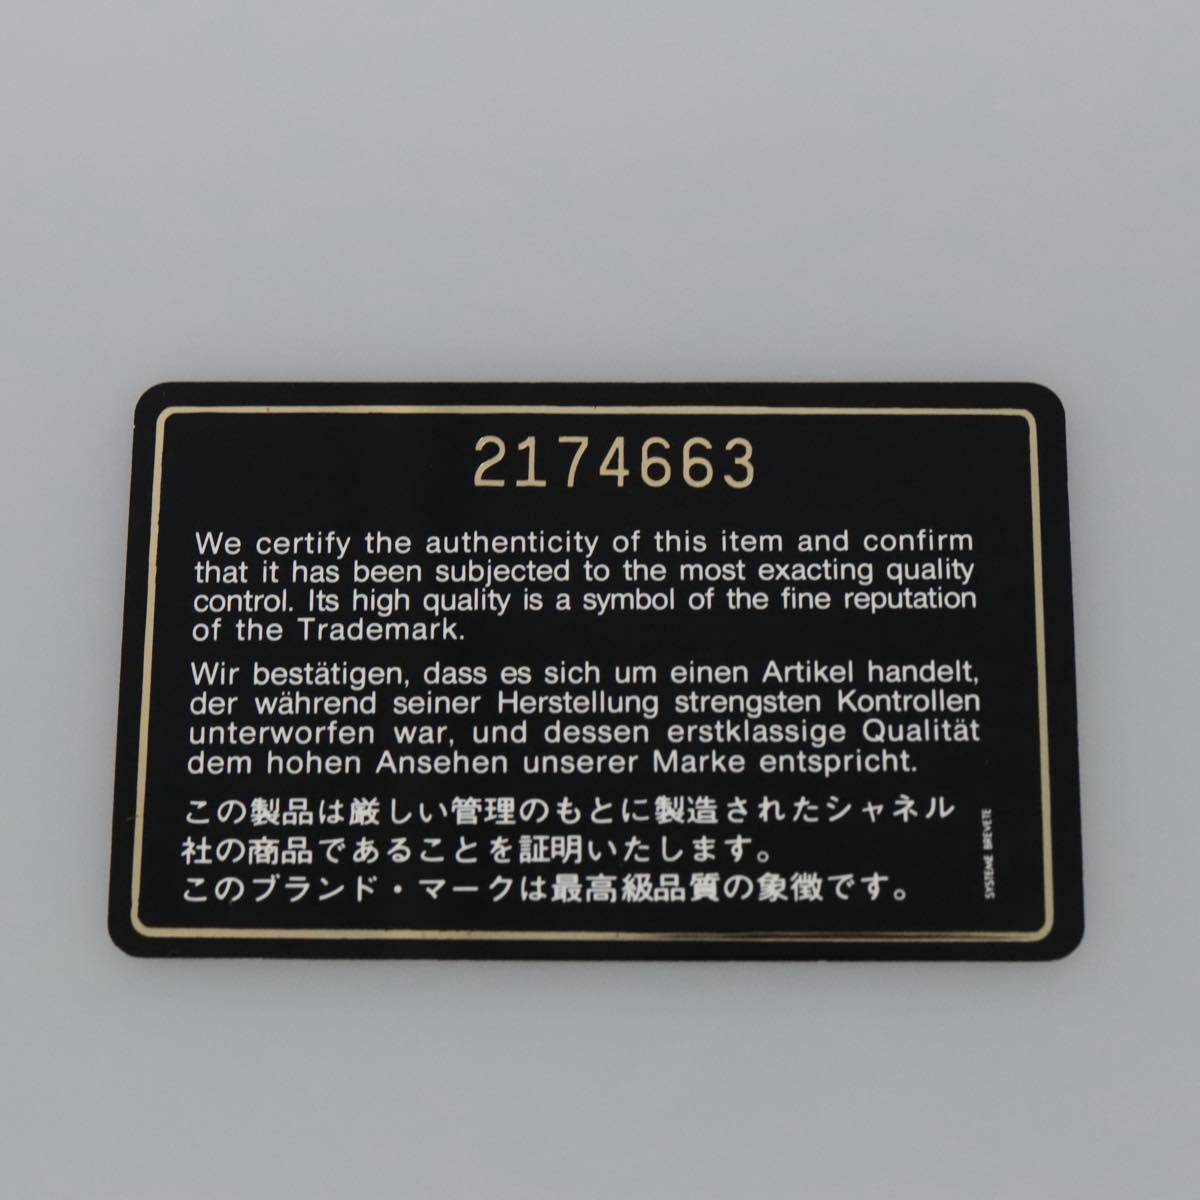 2174663
We certify the authenticity of this item and confirm
that it has been subjected to the most exacting quality
control. Its high quality is a symbol of the fine reputation
of the Trademark.
Wir bestätigen, dass es sich um einen Artikel handelt,
der während seiner Herstellung strengsten Kontrollen
unterworfen war, und dessen erstklassige Qualität
dem hohen Ansehen unserer Marke entspricht.
この製品は厳しい管理のもとに製造されたシャネル
社の商品であることを証明いたします。
このブランド・マークは最高級品質の象徴です。
SYSTEME BREVETE